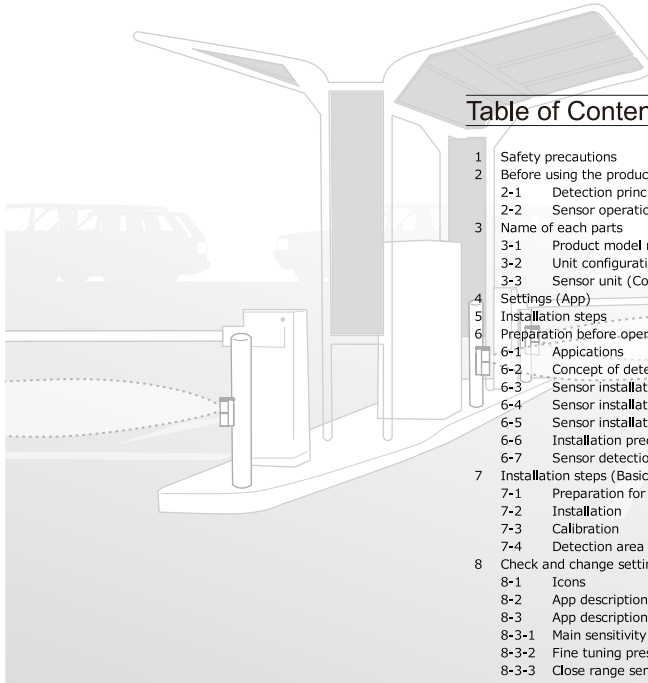 Table of Conten
1 Safety precautions
2 Before using the produc
2-1 Detection princ
2-2 Sensor operatio
3 Name of each parts
3-1 Product model
3-2 Unit configurati
3-3 Sensor unit (Co
4 Settings (App)
5 Installation steps
6 Preparation before oper
6-1 Appications
6-2 Concept of dete
6-3 Sensor installat
6-4 Sensor installat
6-5 Sensor installat
6-6 Installation prec
6-7 Sensor detectio
7 Installation steps (Basic
7-1 Preparation for
7-2 Installation
7-3 Calibration
7-4 Detection area
8 Check and change settin
8-1 Icons
8-2 App description
8-3 App description
8-3-1 Main sensitivity
8-3-2 Fine tuning pres
8-3-3 Close range sen